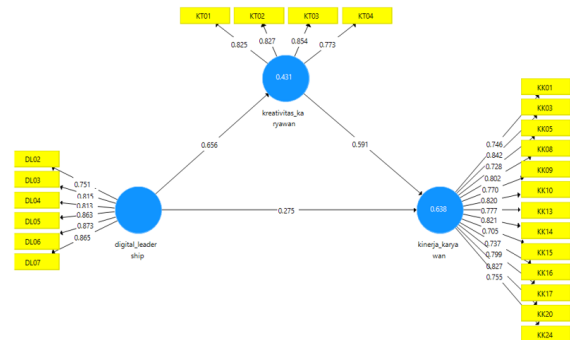 KT01 KT02 KT03 KT04
0.825 0.827 0.854 0.773
0.431
kreativitas_ka
ryawan
0.656
0.591
DL02
DL03
DL04
DL05
DL06
DL07
0.751
0.815
0.813
0.863
0.873
0.865
digital_leader
ship
0.275
0.638
kinerja_karya
wan
0.746
0.842
0.728
0.802
0.770
0.820
0.777
0.821
0.705
0.737
0.799
0.827
0.755
KK01
KK03
KK05
KK08
KK09
KK10
KK13
KK14
KK15
KK16
KK17
KK20
KK24